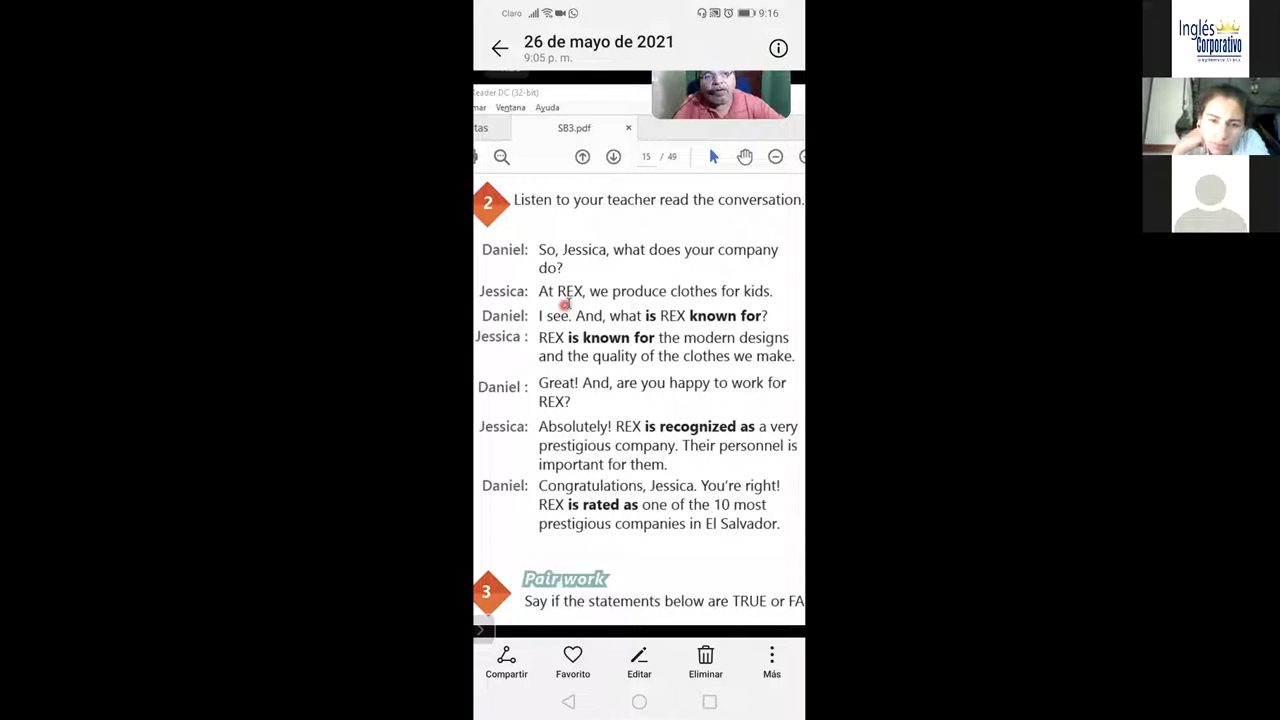 Claro 9:16
26 de mayo de 2021
9:05 p. m.
eader DC (32-bit)
mar Ventana Ayuda
tas SB3.pdf ×
15 / 49
2 Listen to your teacher read the conversation.
Daniel: So, Jessica, what does your company
do?
Jessica: At REX, we produce clothes for kids.
Daniel: I see. And, what is REX known for?
Jessica : REX is known for the modern designs
and the quality of the clothes we make.
Daniel : Great! And, are you happy to work for
REX?
Jessica: Absolutely! REX is recognized as a very
prestigious company. Their personnel is
important for them.
Daniel: Congratulations, Jessica. You're right!
REX is rated as one of the 10 most
prestigious companies in El Salvador.
Pair work
3 Say if the statements below are TRUE or FA
Compartir Favorito Editar Eliminar Más
Inglés
Corporativo